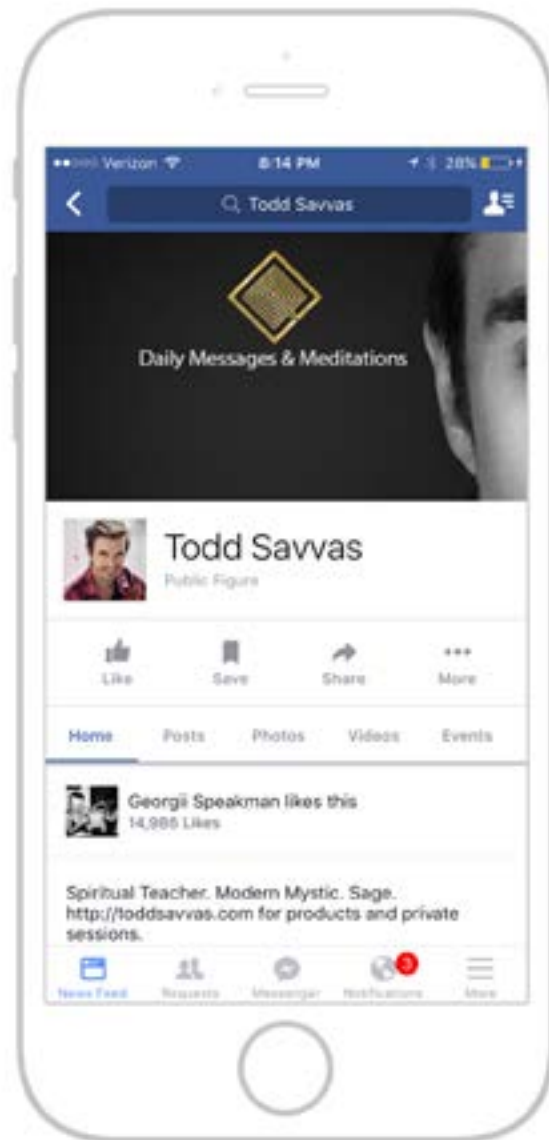 Verizon 8:14 PM 28%
Todd Savvas
Daily Messages & Meditations
Todd Savvas
Public Figure
Like Save Share More
Home Posts Photos Videos Events
Georgii Speakman likes this
14,986 Likes
Spiritual Teacher. Modern Mystic. Sage.
http://toddsavvas.com for products and private
sessions.
3
News Feed Requests Messenger Notifications More